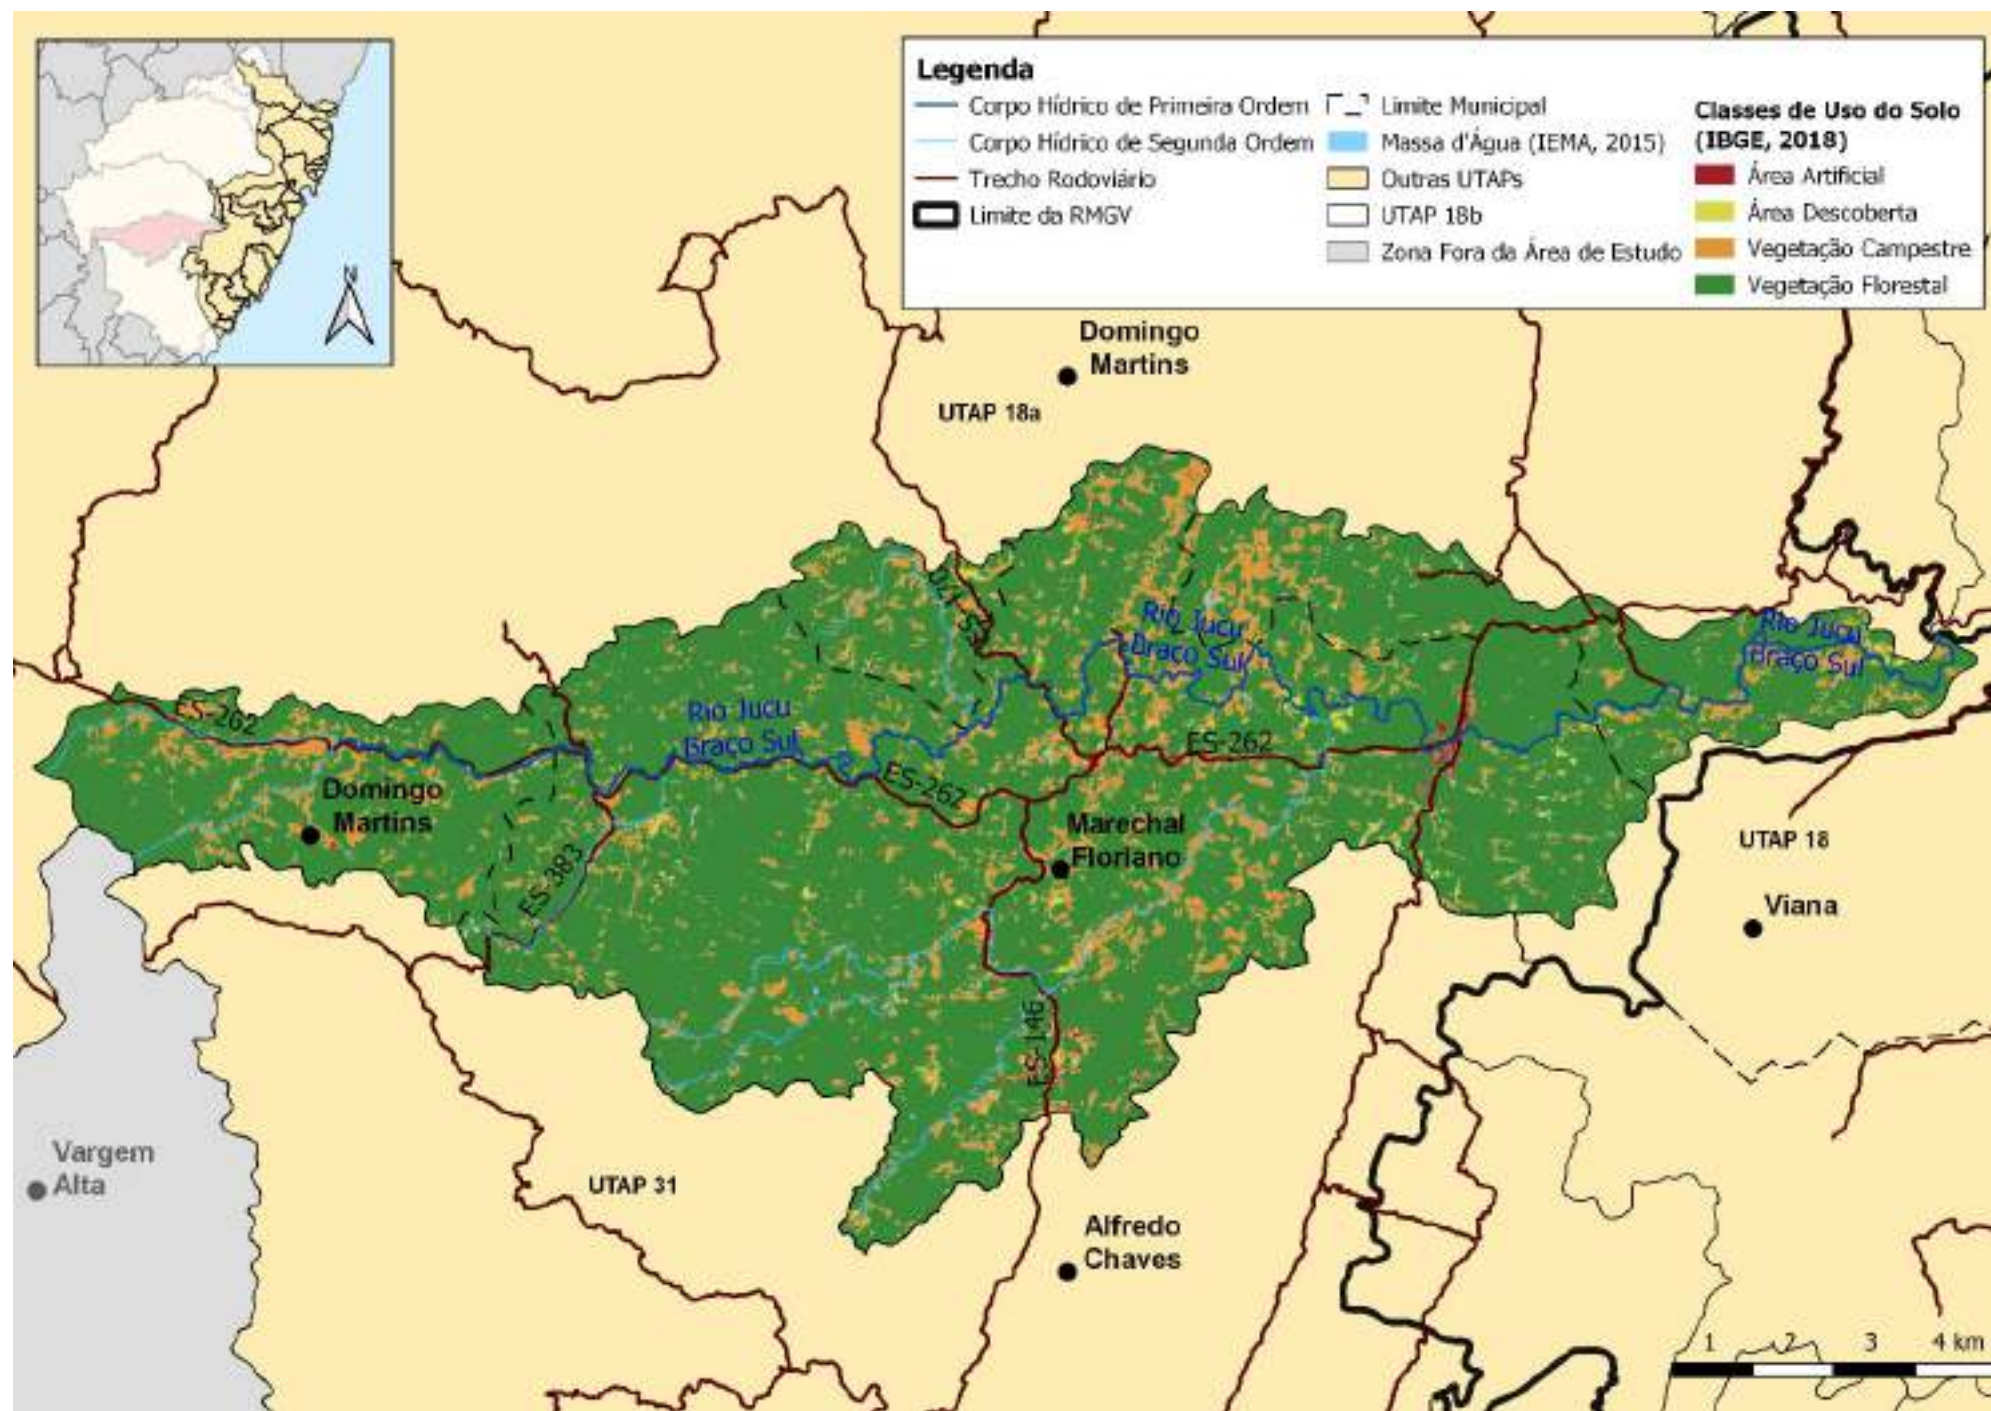 N
Legenda
Corpo Hídrico de Primeira Ordem
Corpo Hídrico de Segunda Ordem
Trecho Rodoviário
Limite da RMGV
Limite Municipal
Massa d'Água (IEMA, 2015)
Outras UTAPs
UTAP 18b
Zona Fora da Área de Estudo
Classes de Uso do Solo
(IBGE, 2018)
Área Artificial
Área Descoberta
Vegetação Campestre
Vegetação Florestal
Domingo
Martins
UTAP 18a
Rio Jucu
Braço Sul
Rio Jucu
Braço Sul
ES-262
Rio Jucu
Braço Sul
ES-262
ES-262
Domingo
Martins
Marechal
Floriano
ES-383
UTAP 18
Viana
ES-146
Vargem
Alta
UTAP 31
Alfredo
Chaves
1 2 3 4 km